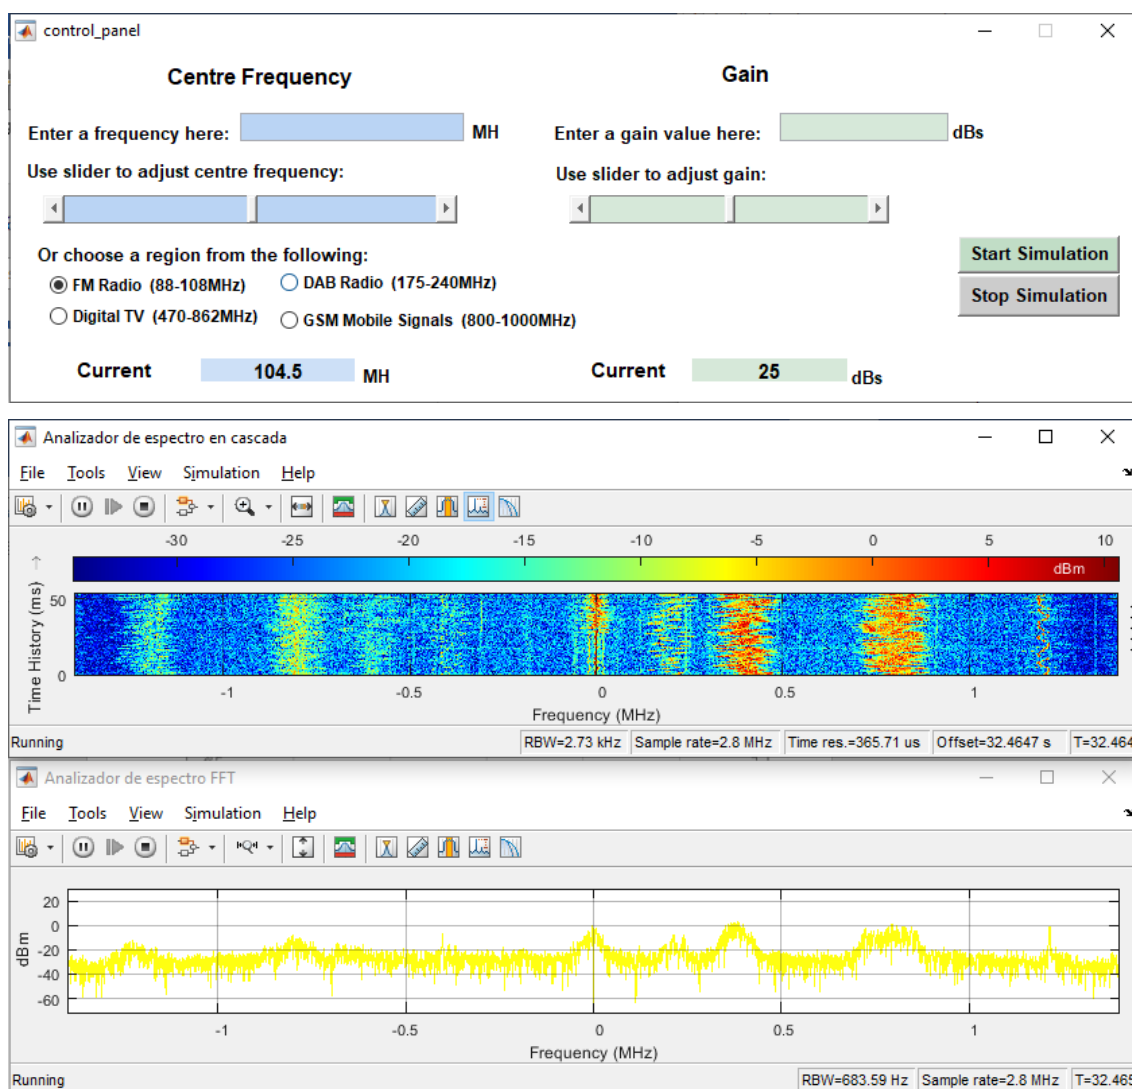 control_panel
Centre Frequency Gain
Enter a frequency here: MH Enter a gain value here: dBs
Use slider to adjust centre frequency: Use slider to adjust gain:
Or choose a region from the following:
FM Radio (88-108MHz) DAB Radio (175-240MHz)
Digital TV (470-862MHz) GSM Mobile Signals (800-1000MHz)
Start Simulation
Stop Simulation
Current 104.5 MH Current 25 dBs
Analizador de espectro en cascada
File Tools View Simulation Help
-30 -25 -20 -15 -10 -5 0 5 10
dBm
Time History (ms)
50
0
-1 -0.5 0 0.5 1
Frequency (MHz)
Running RBW=2.73 kHz Sample rate=2.8 MHz Time res.=365.71 us Offset=32.4647 s T=32.464
Analizador de espectro FFT
File Tools View Simulation Help
dBm
20
0
-20
-40
-60
-1 -0.5 0 0.5 1
Frequency (MHz)
Running RBW=683.59 Hz Sample rate=2.8 MHz T=32.465